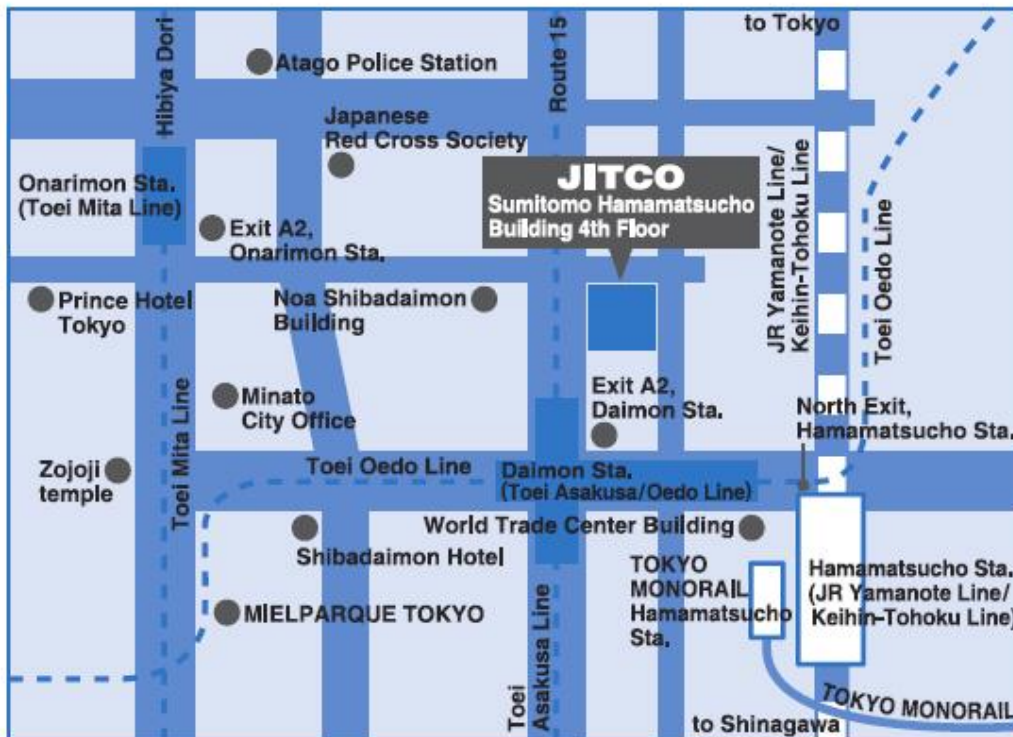 to Tokyo
Hibiya Dori
Atago Police Station
Route 15
Japanese
Red Cross Society
JITCO
Sumitomo Hamamatsucho
Building 4th Floor
Onarimon Sta.
(Toei Mita Line)
Exit A2,
Onarimon Sta.
JR Yamanote Line/
Keihin-Tohoku Line
Toei Oedo Line
Prince Hotel
Tokyo
Noa Shibadaimon
Building
Minato
City Office
Exit A2,
Daimon Sta.
North Exit,
Hamamatsucho Sta.
Zojoji
temple
Toei Mita Line
Toei Oedo Line
Daimon Sta.
(Toei Asakusa/Oedo Line)
Shibadaimon Hotel
World Trade Center Building
TOKYO
MONORAIL
Hamamatsucho
Sta.
Hamamatsucho Sta.
(JR Yamanote Line/
Keihin-Tohoku Line)
MIELPARQUE TOKYO
Toei
Asakusa Line
TOKYO MONORAIL
to Shinagawa